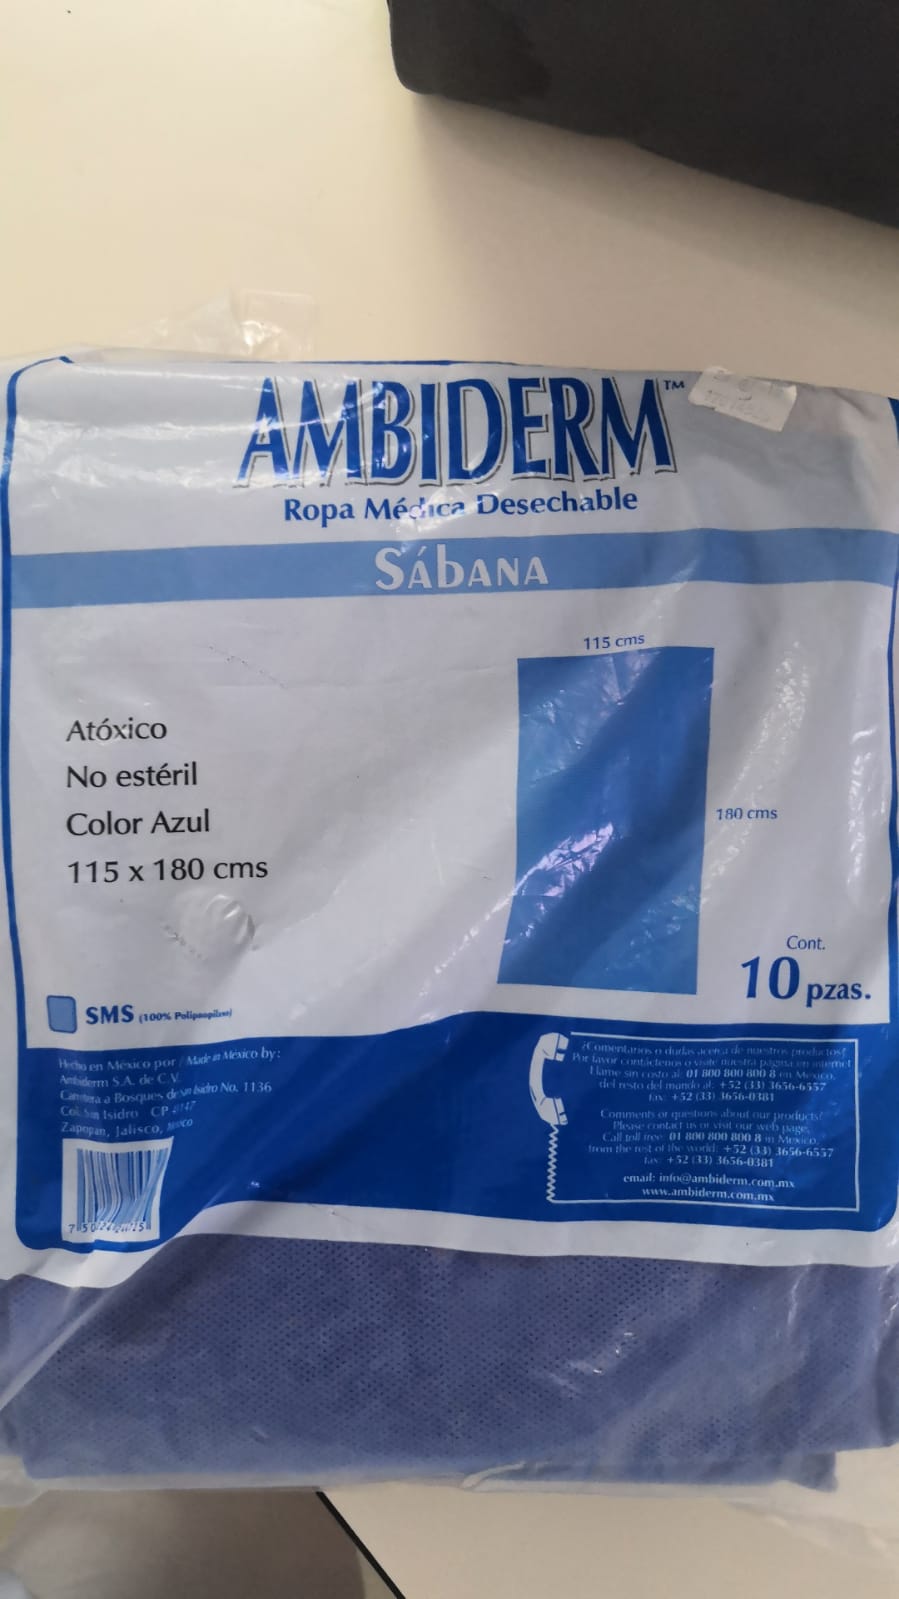 AMBIDERM™
Ropa Médica Desechable
SÁBANA
115 cms
Atóxico
No estéril
Color Azul
115 x 180 cms
180 cms
Cont.
10 pzas.
SMS (100% Polipropileno)
Hecho en México por / Made in México by:
Ambiderm S.A. de C.V.
Carretera a Bosques de San Isidro No. 1136
Col. San Isidro CP
Zapopan, Jalisco, México
¿Comentarios o dudas acerca de nuestros productos?
Por favor contáctenos o visite nuestra página en internet
Llame sin costo al: 01 800 800 800 8 en México,
del resto del mundo al: +52 (33) 3656-6557
fax: +52 (33) 3656-0381
Comments or questions about our products?
Please contact us or visit our web page,
Call toll free: 01 800 800 800 8 in Mexico,
from the rest of the world: +52 (33) 3656-6557
fax: +52 (33) 3656-0381
email: info@ambiderm.com.mx
www.ambiderm.com.mx